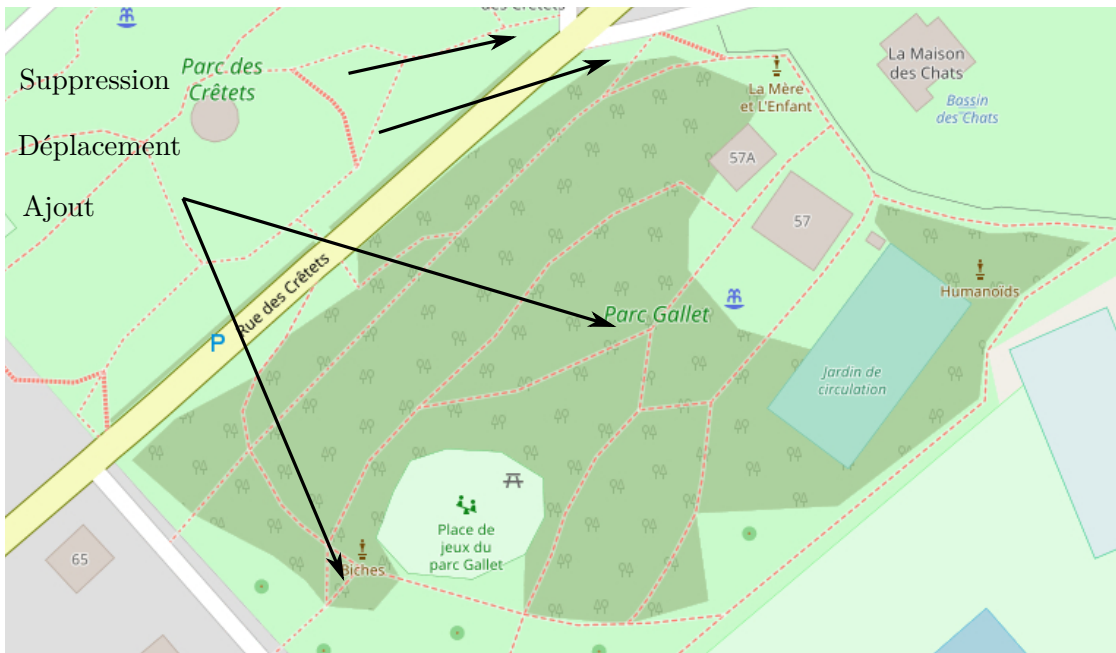 des Crêtets
Suppression
Parc des
Crêtets
La Maison
des Chats
La Mère
et L'Enfant
Bassin
des Chats
Déplacement
57A
Ajout
57
Rue des Crêtets
Humanoïds
Parc Gallet
P
Jardin de
circulation
Place de
jeux du
parc Gallet
65
Biches